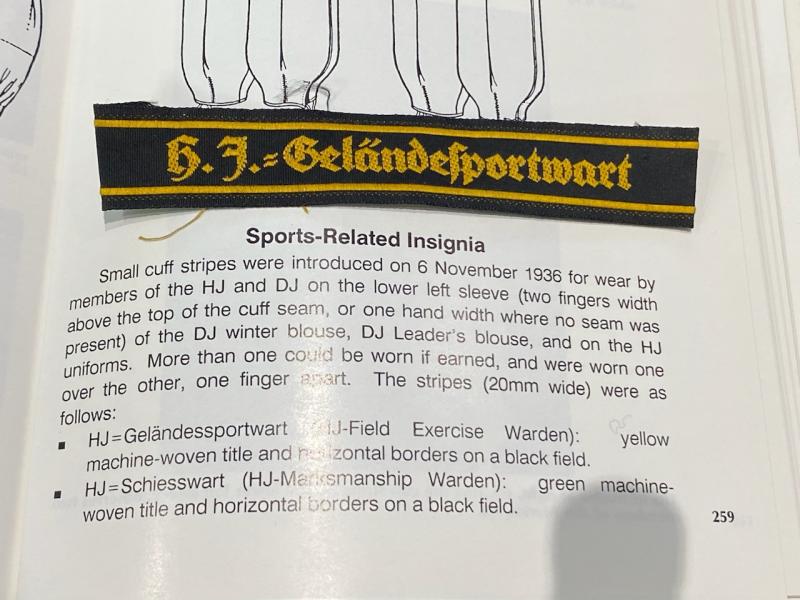 H.J.=Geländesportwart
Sports-Related Insignia
Small cuff stripes were introduced on 6 November 1936 for wear by
members of the HJ and DJ on the lower left sleeve (two fingers width
above the top of the cuff seam, or one hand width where no seam was
present) of the DJ winter blouse, DJ Leader's blouse, and on the HJ
uniforms. More than one could be worn if earned, and were worn one
over the other, one finger apart. The stripes (20mm wide) were as
follows:
▪ HJ=Geländessportwart (HJ-Field Exercise Warden): yellow
machine-woven title and horizontal borders on a black field.
▪ HJ=Schiesswart (HJ-Marksmanship Warden): green machine-
woven title and horizontal borders on a black field.
259